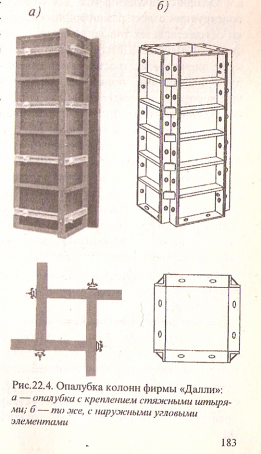 а)
б)
Рис.22.4. Опалубка колонн фирмы «Далли»:
а — опалубка с креплением стяжными штыря-
ми; б — то же, с наружными угловыми
элементами
183